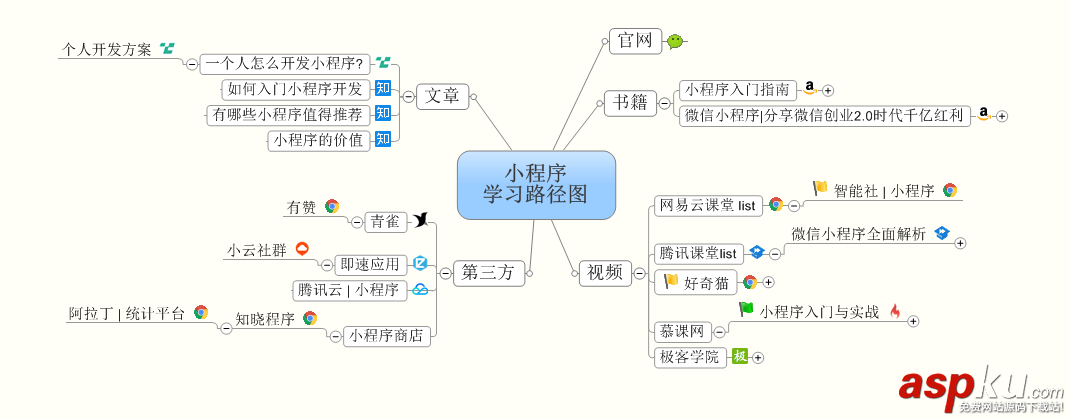 小程序
学习路径图
官网
书籍
小程序入门指南
a
微信小程序|分享微信创业2.0时代千亿红利
a
视频
网易云课堂 list
智能社 | 小程序
腾讯课堂list
微信小程序全面解析
好奇猫
慕课网
小程序入门与实战
极客学院
极
文章
一个人怎么开发小程序?
个人开发方案
如何入门小程序开发
知
有哪些小程序值得推荐
知
小程序的价值
知
第三方
青雀
有赞
即速应用
小云社群
腾讯云 | 小程序
小程序商店
知晓程序
阿拉丁 | 统计平台
aspku.com
免费网站源码下载站!